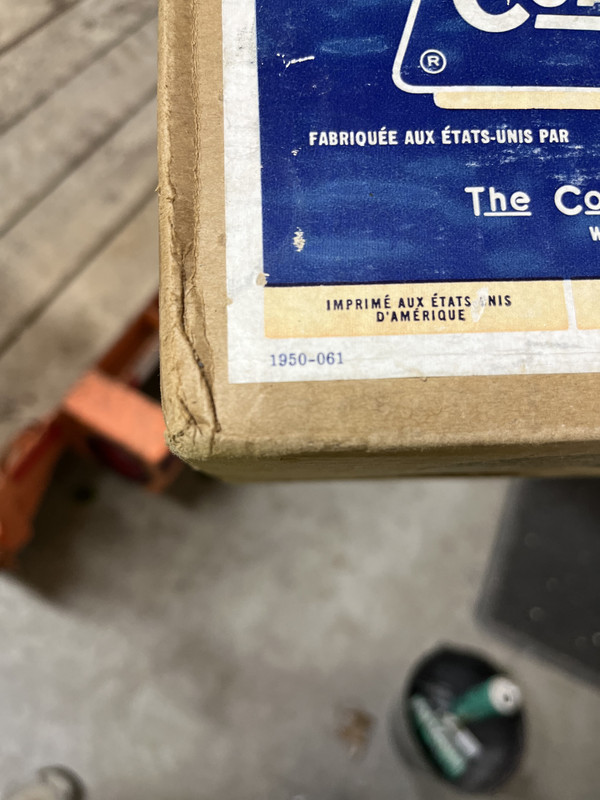 ®
FABRIQUÉE AUX ÉTATS-UNIS PAR
The
IMPRIMÉ AUX ÉTATS UNIS
D'AMÉRIQUE
1950-061